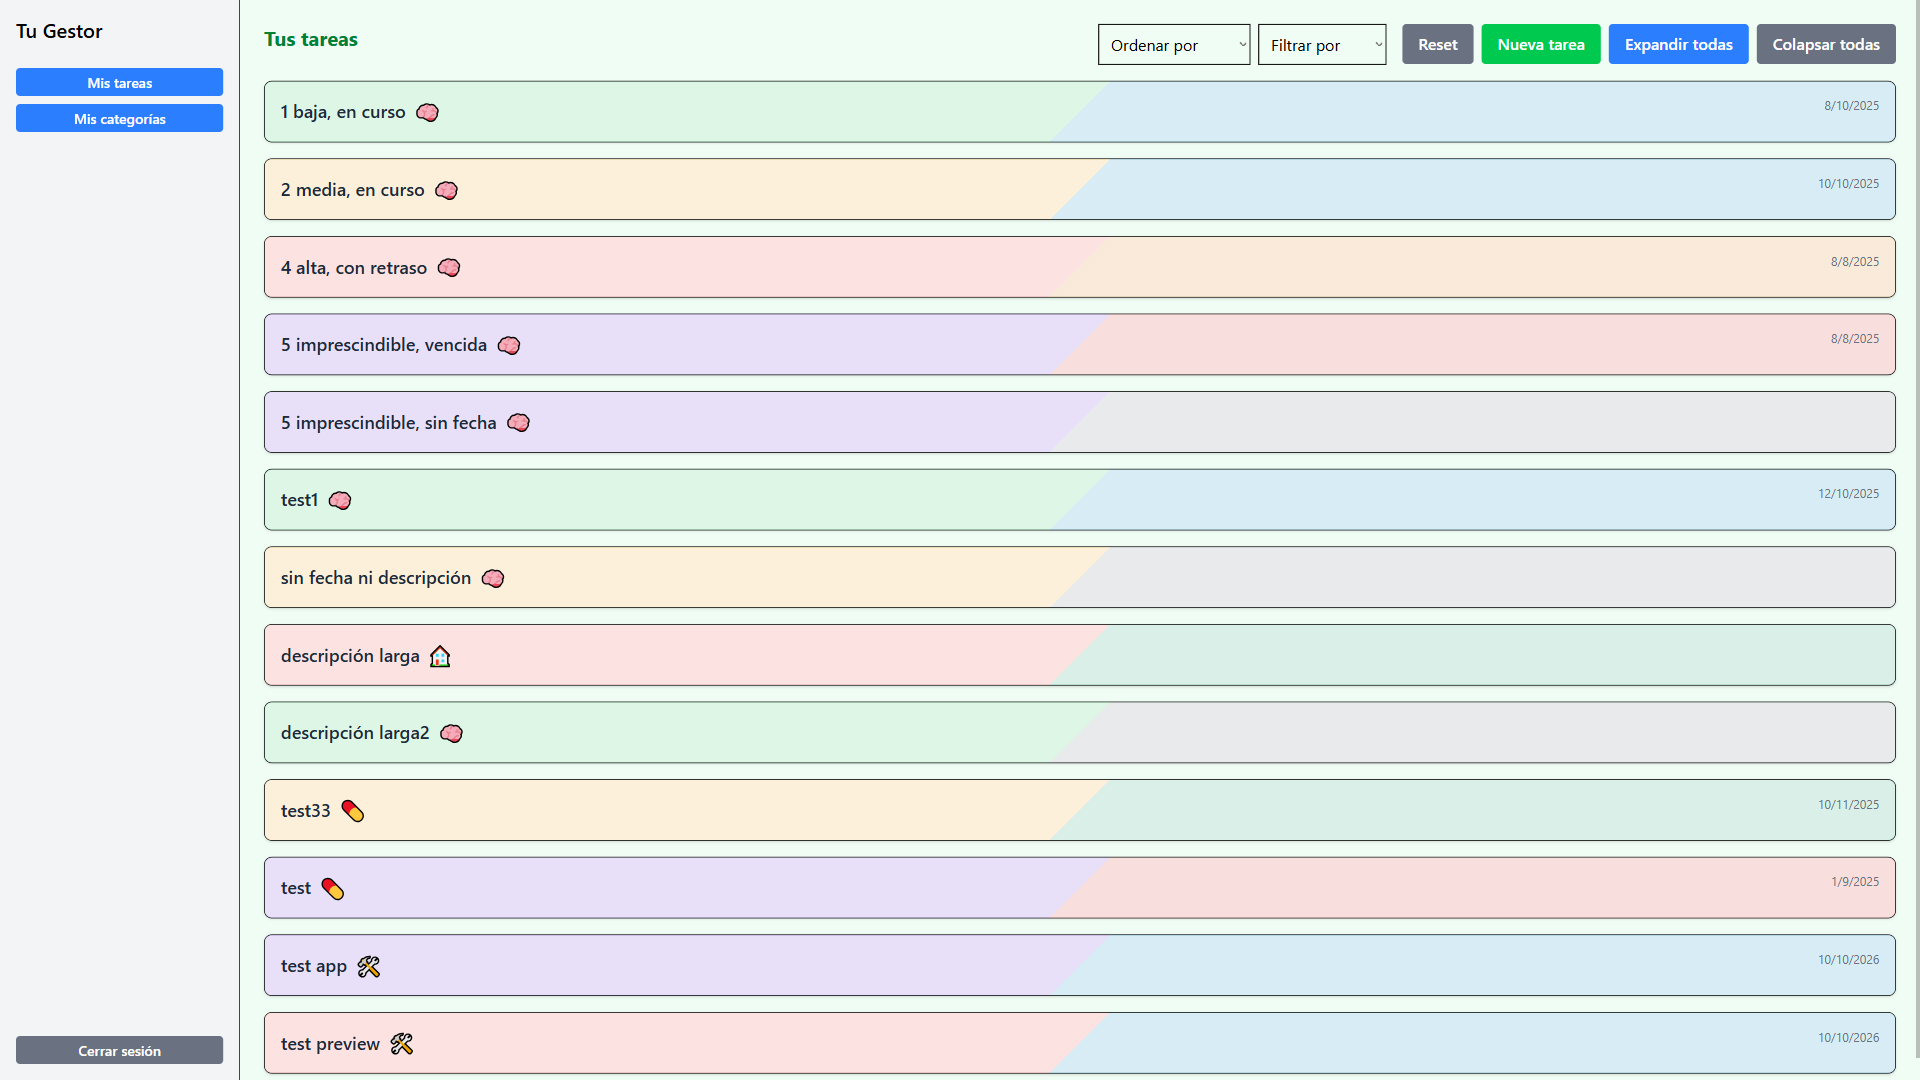 Tu Gestor
Mis tareas
Mis categorías
Cerrar sesión
Tus tareas
Ordenar por
Filtrar por
Reset
Nueva tarea
Expandir todas
Colapsar todas
1 baja, en curso
8/10/2025
2 media, en curso
10/10/2025
4 alta, con retraso
8/8/2025
5 imprescindible, vencida
8/8/2025
5 imprescindible, sin fecha
test1
12/10/2025
sin fecha ni descripción
descripción larga
descripción larga2
test33
10/11/2025
test
1/9/2025
test app
10/10/2026
test preview
10/10/2026